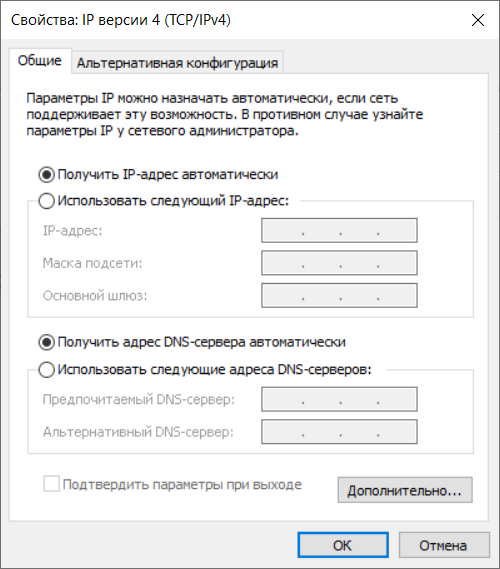 Свойства: IP версии 4 (TCP/IPv4)
Общие Альтернативная конфигурация
Параметры IP можно назначать автоматически, если сеть
поддерживает эту возможность. В противном случае узнайте
параметры IP у сетевого администратора.
Получить IP-адрес автоматически
Использовать следующий IP-адрес:
IP-адрес:
Маска подсети:
Основной шлюз:
Получить адрес DNS-сервера автоматически
Использовать следующие адреса DNS-серверов:
Предпочитаемый DNS-сервер:
Альтернативный DNS-сервер:
Подтвердить параметры при выходе
Дополнительно...
ОК Отмена